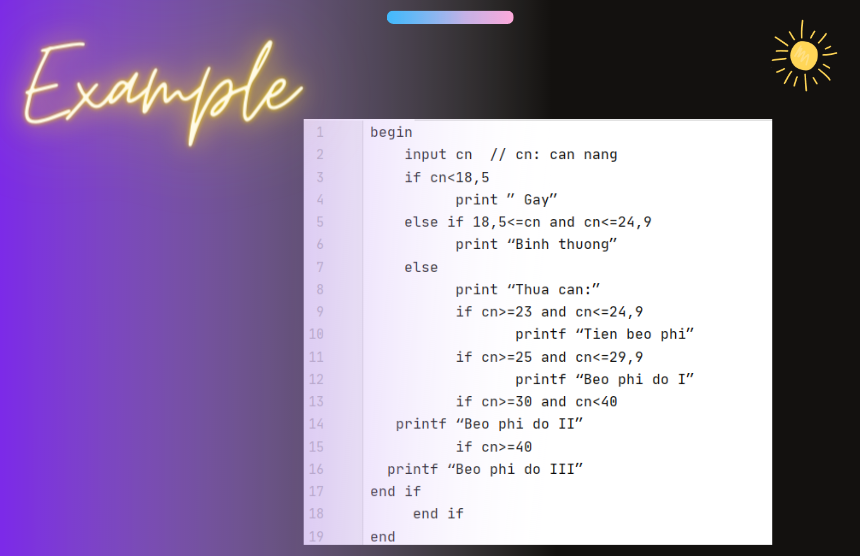 Example
1 begin
2 input cn // cn: can nang
3 if cn<18,5
4 print ” Gay”
5 else if 18,5<=cn and cn<=24,9
6 print “Binh thuong”
7 else
8 print “Thua can:”
9 if cn>=23 and cn<=24,9
10 printf “Tien beo phi”
11 if cn>=25 and cn<=29,9
12 printf “Beo phi do I”
13 if cn>=30 and cn<40
14 printf “Beo phi do II”
15 if cn>=40
16 printf “Beo phi do III”
17 end if
18 end if
19 end